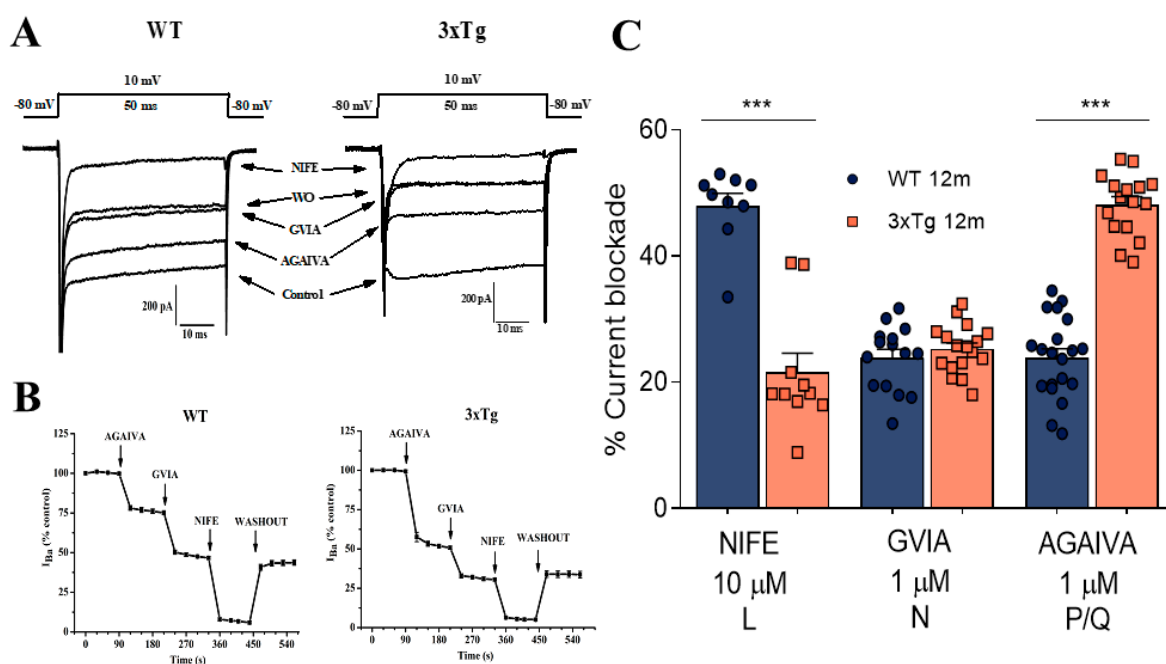 A
WT
3xTg
10 mV
-80 mV
50 ms
-80 mV
10 mV
-80 mV
50 ms
-80 mV
NIFE
WO
GVIA
AGAIVA
Control
200 pA
10 ms
200 pA
10 ms
B
WT
IBa (% control)
125
100
75
50
25
0
AGAIVA
GVIA
NIFE
WASHOUT
0 90 180 270 360 450 540
Time (s)
3xTg
IBa (% control)
125
100
75
50
25
0
AGAIVA
GVIA
NIFE
WASHOUT
0 90 180 270 360 450 540
Time (s)
C
% Current blockade
60
40
20
0
***
***
WT 12m
3xTg 12m
NIFE GVIA AGAIVA
10 μM 1 μM 1 μM
L N P/Q